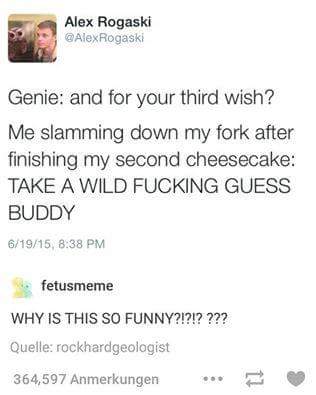 Alex Rogaski
@AlexRogaski
Genie: and for your third wish?
Me slamming down my fork after
finishing my second cheesecake:
TAKE A WILD FUCKING GUESS
BUDDY
6/19/15, 8:38 PM
fetusmeme
WHY IS THIS SO FUNNY?!?!? ???
Quelle: rockhardgeologist
364,597 Anmerkungen